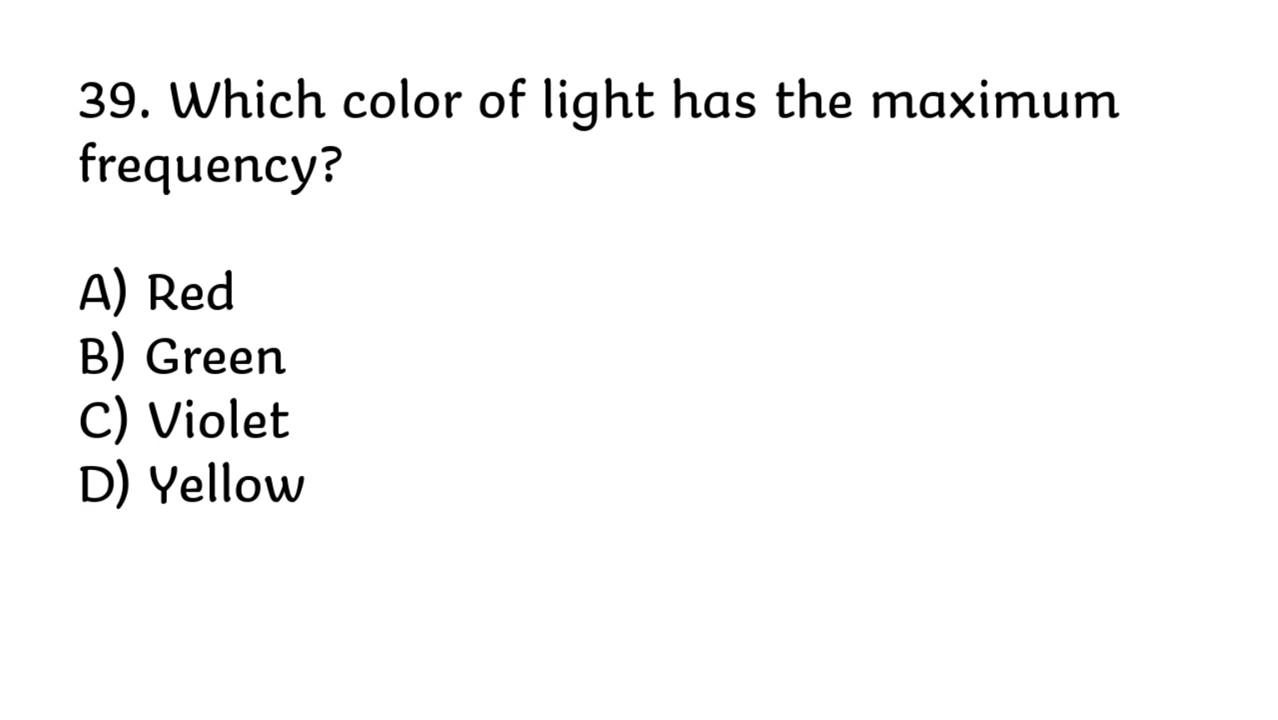 39. Which color of light has the maximum
frequency?
A) Red
B) Green
C) Violet
D) Yellow